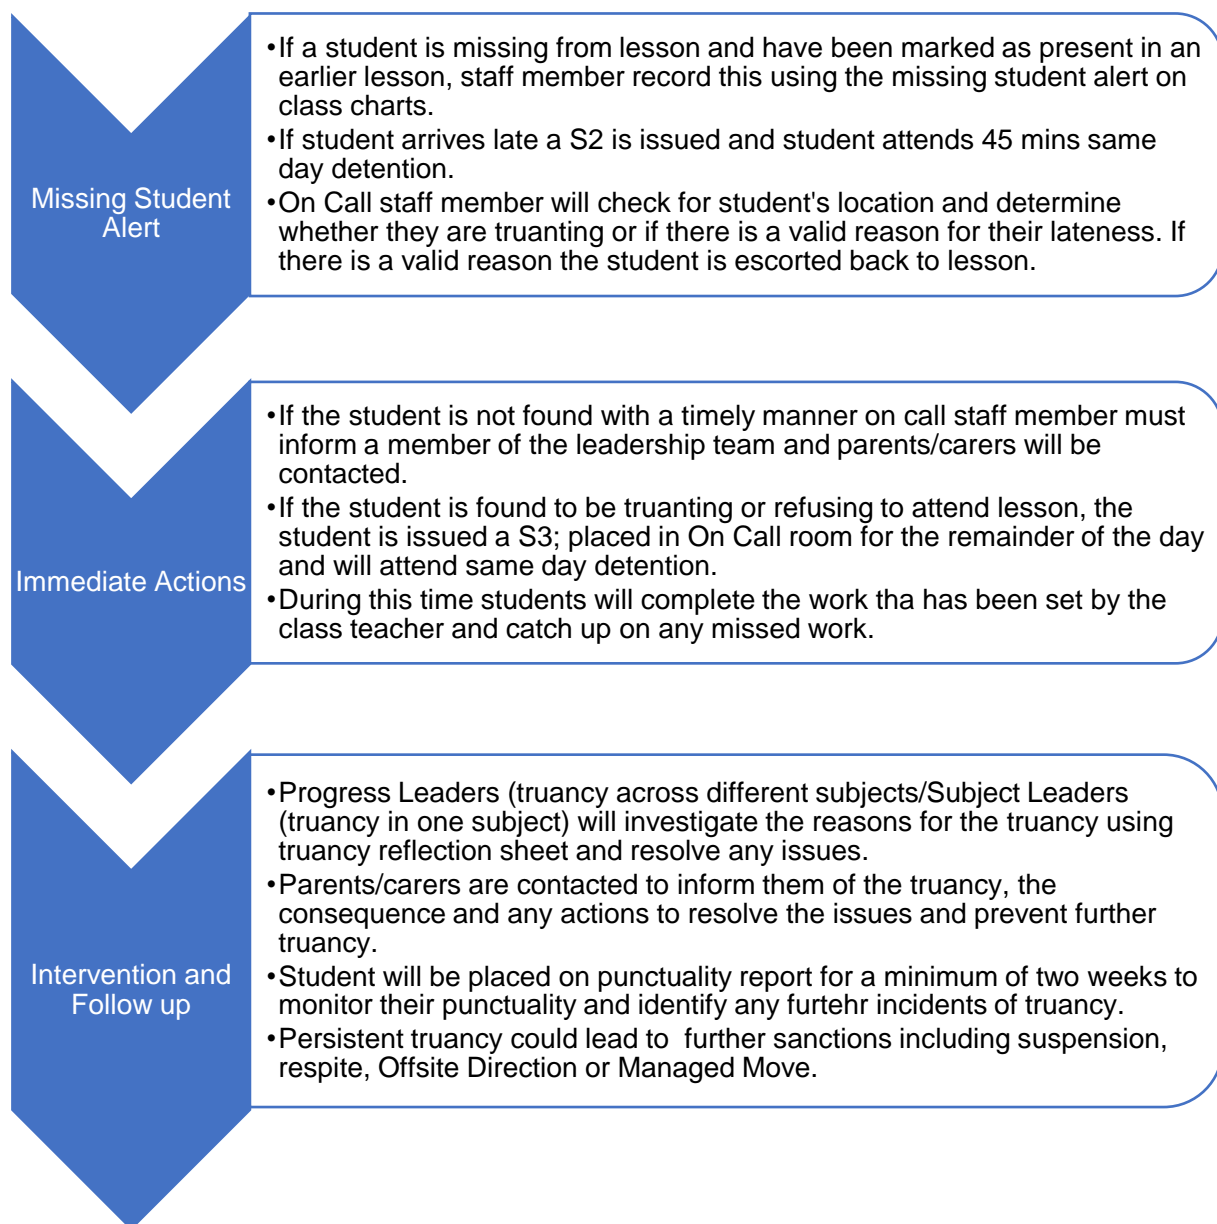 Missing Student
Alert
•If a student is missing from lesson and have been marked as present in an
earlier lesson, staff member record this using the missing student alert on
class charts.
•If student arrives late a S2 is issued and student attends 45 mins same
day detention.
•On Call staff member will check for student's location and determine
whether they are truanting or if there is a valid reason for their lateness. If
there is a valid reason the student is escorted back to lesson.
Immediate Actions
•If the student is not found with a timely manner on call staff member must
inform a member of the leadership team and parents/carers will be
contacted.
•If the student is found to be truanting or refusing to attend lesson, the
student is issued a S3; placed in On Call room for the remainder of the day
and will attend same day detention.
•During this time students will complete the work tha has been set by the
class teacher and catch up on any missed work.
Intervention and
Follow up
•Progress Leaders (truancy across different subjects/Subject Leaders
(truancy in one subject) will investigate the reasons for the truancy using
truancy reflection sheet and resolve any issues.
•Parents/carers are contacted to inform them of the truancy, the
consequence and any actions to resolve the issues and prevent further
truancy.
•Student will be placed on punctuality report for a minimum of two weeks to
monitor their punctuality and identify any furtehr incidents of truancy.
•Persistent truancy could lead to  further sanctions including suspension,
respite, Offsite Direction or Managed Move.